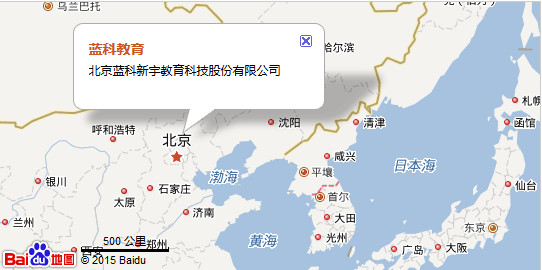 乌兰巴托
蓝科教育
北京蓝科新宇教育科技股份有限公司
哈尔滨
札幌
函馆
呼和浩特
沈阳
清津
北京
咸兴
日本海
平壤
渤海
银川
石家庄
仙台
太原
首尔
济南
大田
兰州
东京
500 公里
郑州
黄海
光州
广岛
大阪
西安
Bai du 地图
© 2015 Baidu